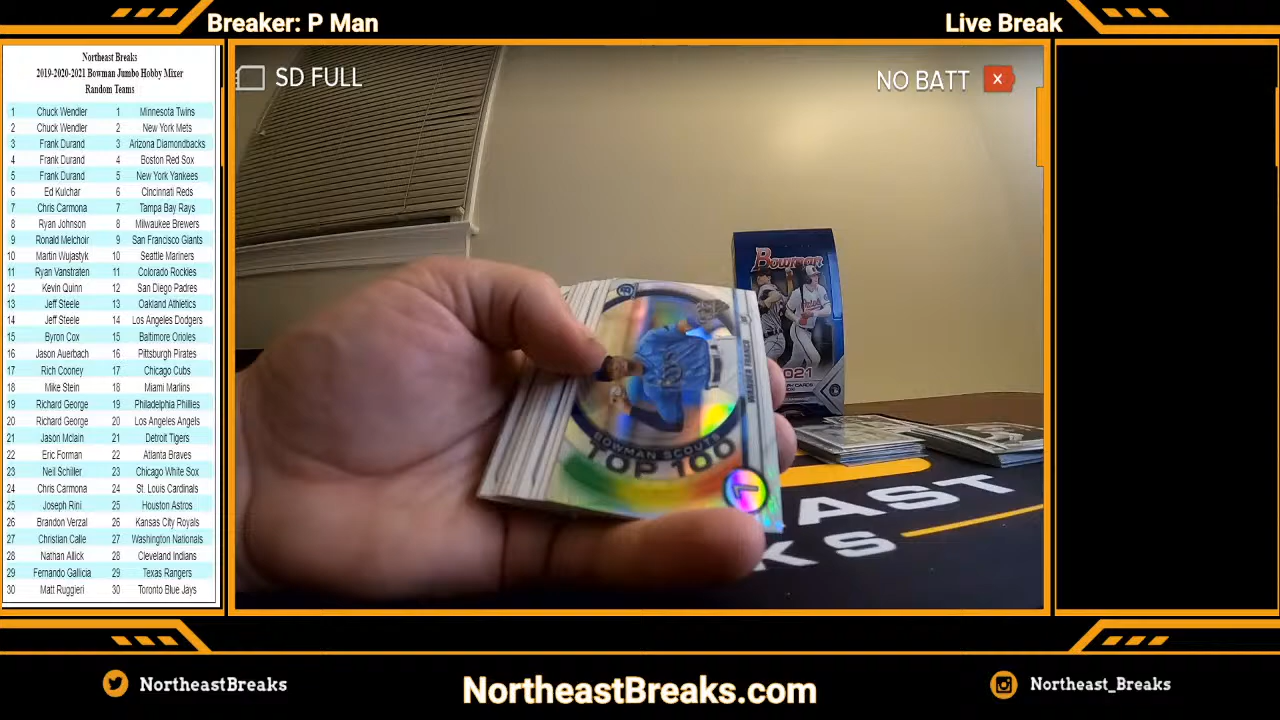 Breaker: P Man
Live Break
Northeast Breaks
2019-2020-2021 Bowman Jumbo Hobby Mixer
Random Teams
1 Chuck Wendler 1 Minnesota Twins
2 Chuck Wendler 2 New York Mets
3 Frank Durand 3 Arizona Diamondbacks
4 Frank Durand 4 Boston Red Sox
5 Frank Durand 5 New York Yankees
6 Ed Kulchar 6 Cincinnati Reds
7 Chris Carmona 7 Tampa Bay Rays
8 Ryan Johnson 8 Milwaukee Brewers
9 Ronald Melchoir 9 San Francisco Giants
10 Martin Wujastyk 10 Seattle Mariners
11 Ryan Vanstraten 11 Colorado Rockies
12 Kevin Quinn 12 San Diego Padres
13 Jeff Steele 13 Oakland Athletics
14 Jeff Steele 14 Los Angeles Dodgers
15 Byron Cox 15 Baltimore Orioles
16 Jason Auerbach 16 Pittsburgh Pirates
17 Rich Cooney 17 Chicago Cubs
18 Mike Stein 18 Miami Marlins
19 Richard George 19 Philadelphia Phillies
20 Richard George 20 Los Angeles Angels
21 Jason Mclain 21 Detroit Tigers
22 Eric Forman 22 Atlanta Braves
23 Neil Schiller 23 Chicago White Sox
24 Chris Carmona 24 St. Louis Cardinals
25 Joseph Rini 25 Houston Astros
26 Brandon Verzal 26 Kansas City Royals
27 Christian Calle 27 Washington Nationals
28 Nathan Allick 28 Cleveland Indians
29 Fernando Gallicia 29 Texas Rangers
30 Matt Ruggieri 30 Toronto Blue Jays
SD FULL
NO BATT
Bowman
2021
WANDER FRANCO
BOWMAN SCOUTS
TOP 100
1
AST
KS
NortheastBreaks
NortheastBreaks.com
Northeast_Breaks